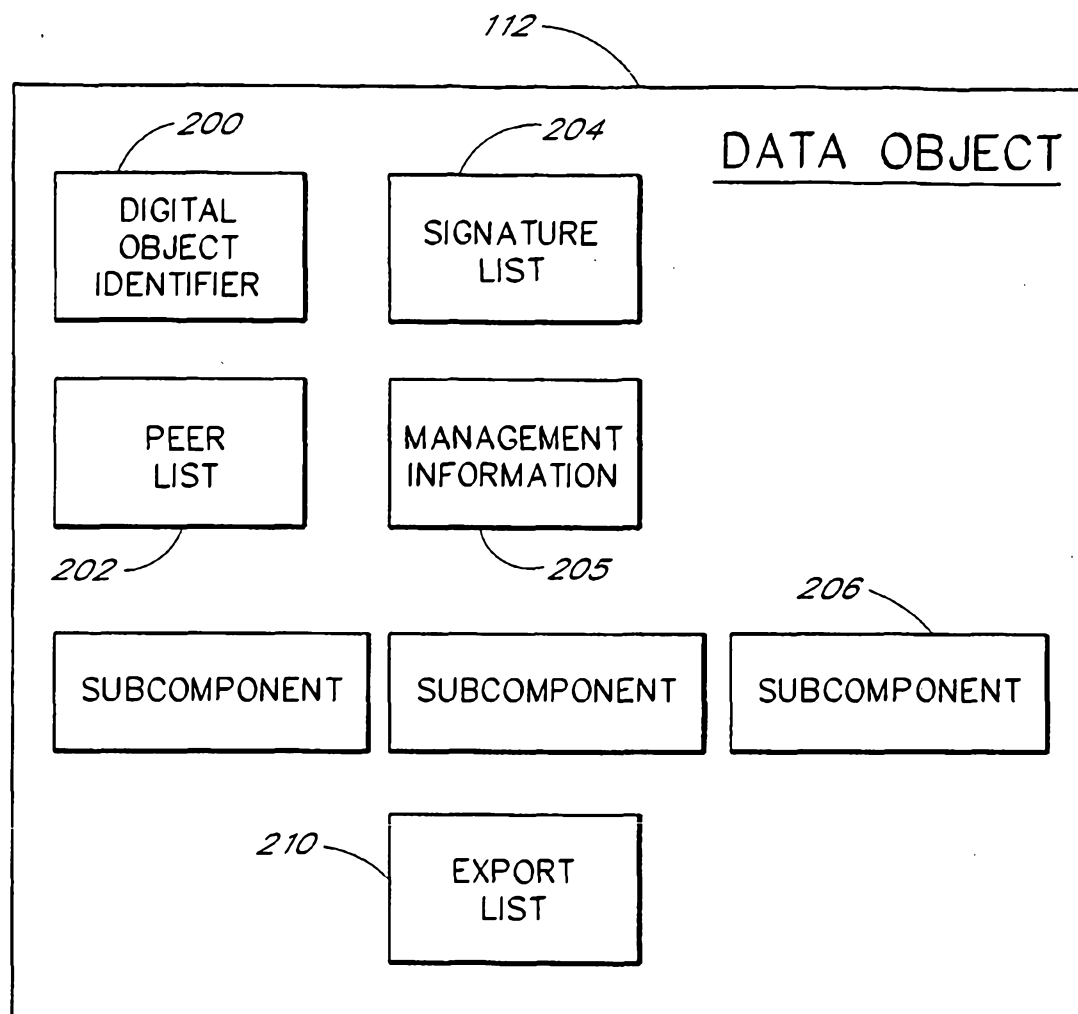 112
200
204
DATA OBJECT
DIGITAL
OBJECT
IDENTIFIER
SIGNATURE
LIST
PEER
LIST
MANAGEMENT
INFORMATION
202
205
206
SUBCOMPONENT
SUBCOMPONENT
SUBCOMPONENT
210
EXPORT
LIST